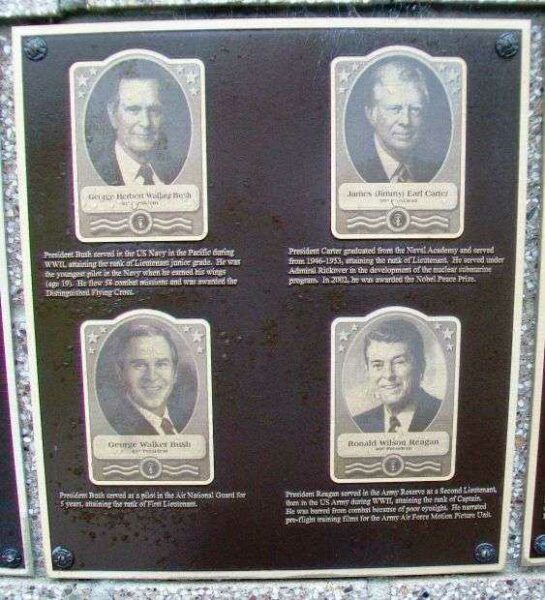 George Herbert Walker Bush
41st President
President Bush served in the US Navy in the Pacific during
WWII, attaining the rank of Lieutenant junior grade. He was
the youngest pilot in the Navy when he earned his wings
(age 19). He flew 58 combat missions and was awarded the
Distinguished Flying Cross.
James (Jimmy) Earl Carter
39th President
President Carter graduated from the Naval Academy and served
from 1946-1953, attaining the rank of Lieutenant. He served under
Admiral Rickover in the development of the nuclear submarine
program. In 2002, he was awarded the Nobel Peace Prize.
George Walker Bush
43rd President
President Bush served as a pilot in the Air National Guard for
5 years, attaining the rank of First Lieutenant.
Ronald Wilson Reagan
40th President
President Reagan served in the Army Reserve as a Second Lieutenant,
then in the US Army during WWII, attaining the rank of Captain.
He was barred from combat because of poor eyesight. He narrated
pre-flight training films for the Army Air Force Motion Picture Unit.